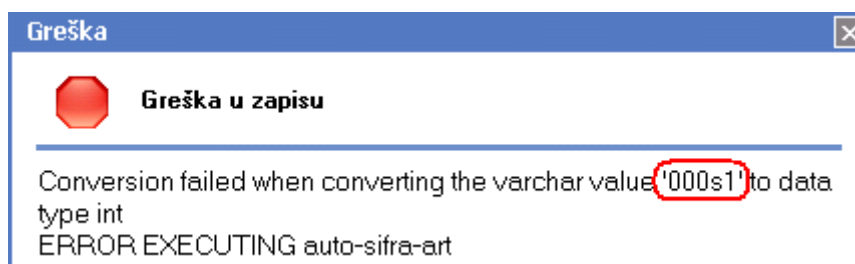 Greška
Greška u zapisu
Conversion failed when converting the varchar value '000s1' to data
type int
ERROR EXECUTING auto-sifra-art